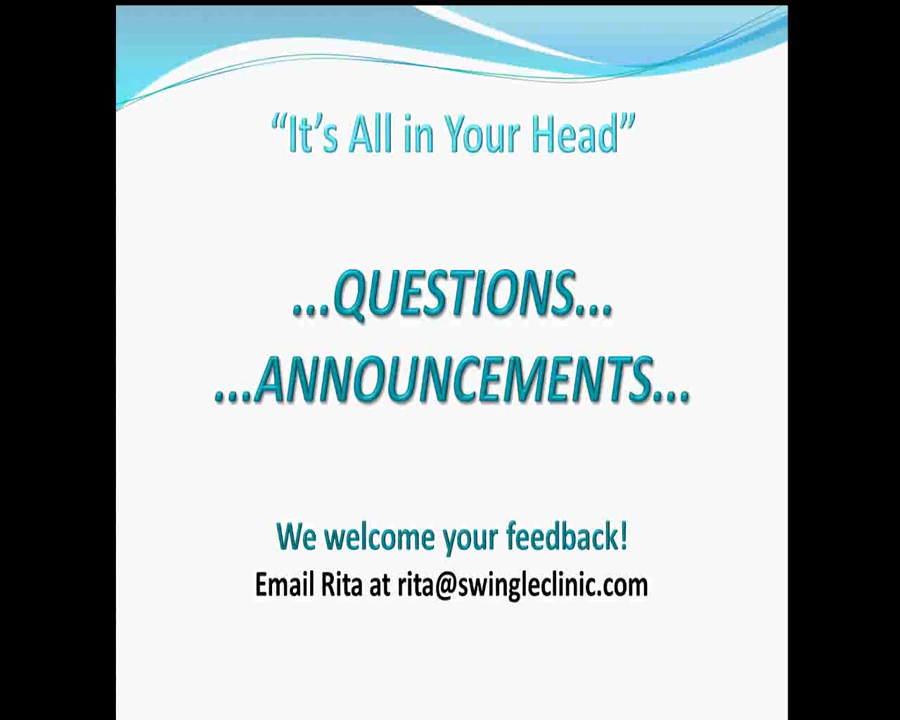 “It’s All in Your Head”
...QUESTIONS...
...ANNOUNCEMENTS...
We welcome your feedback!
Email Rita at rita@swingleclinic.com